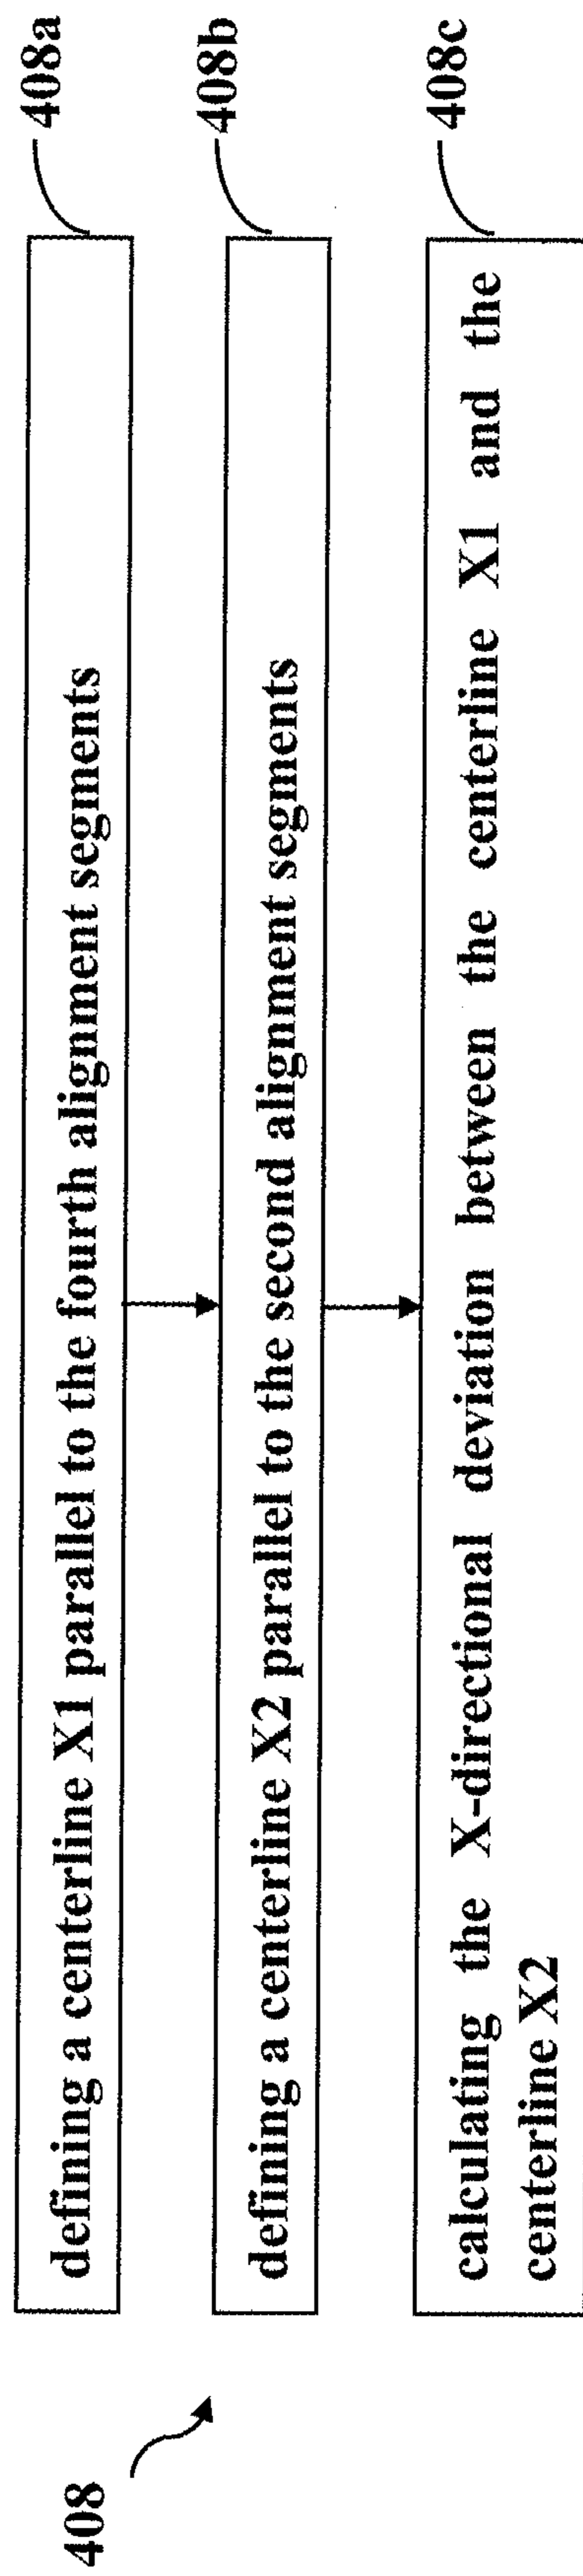 408
defining a centerline X1 parallel to the fourth alignment segments
408a
defining a centerline X2 parallel to the second alignment segments
408b
calculating the X-directional deviation between the centerline X1 and the
centerline X2
408c